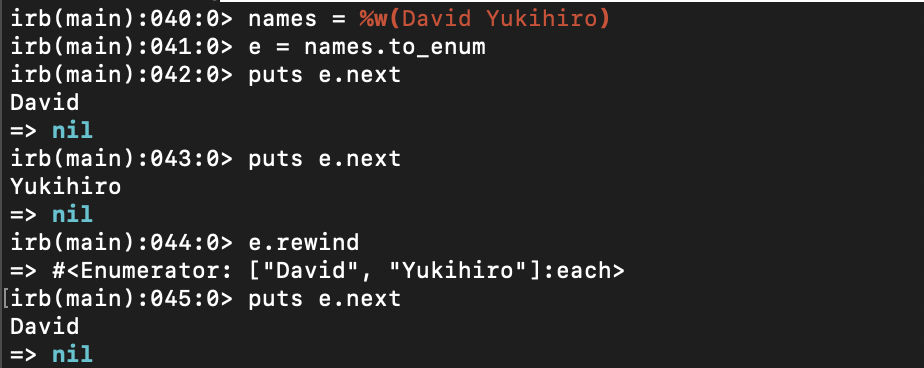 irb(main):040:0> names = %w(David Yukihiro)
irb(main):041:0> e = names.to_enum
irb(main):042:0> puts e.next
David
=> nil
irb(main):043:0> puts e.next
Yukihiro
=> nil
irb(main):044:0> e.rewind
=> #<Enumerator: ["David", "Yukihiro"]:each>
[irb(main):045:0> puts e.next
David
=> nil